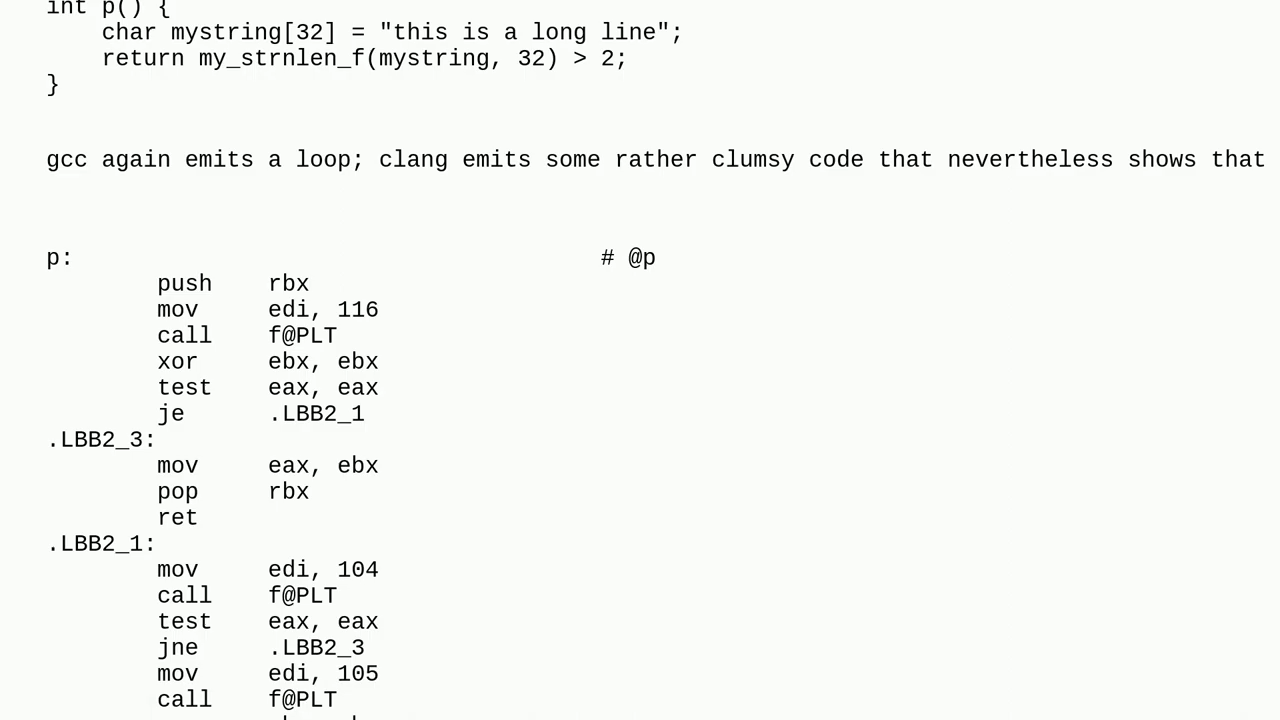 int p() {
    char mystring[32] = "this is a long line";
    return my_strnlen_f(mystring, 32) > 2;
}
gcc again emits a loop; clang emits some rather clumsy code that nevertheless shows that
p:                                      # @p
        push    rbx
        mov     edi, 116
        call    f@PLT
        xor     ebx, ebx
        test    eax, eax
        je      .LBB2_1
.LBB2_3:
        mov     eax, ebx
        pop     rbx
        ret
.LBB2_1:
        mov     edi, 104
        call    f@PLT
        test    eax, eax
        jne     .LBB2_3
        mov     edi, 105
        call    f@PLT